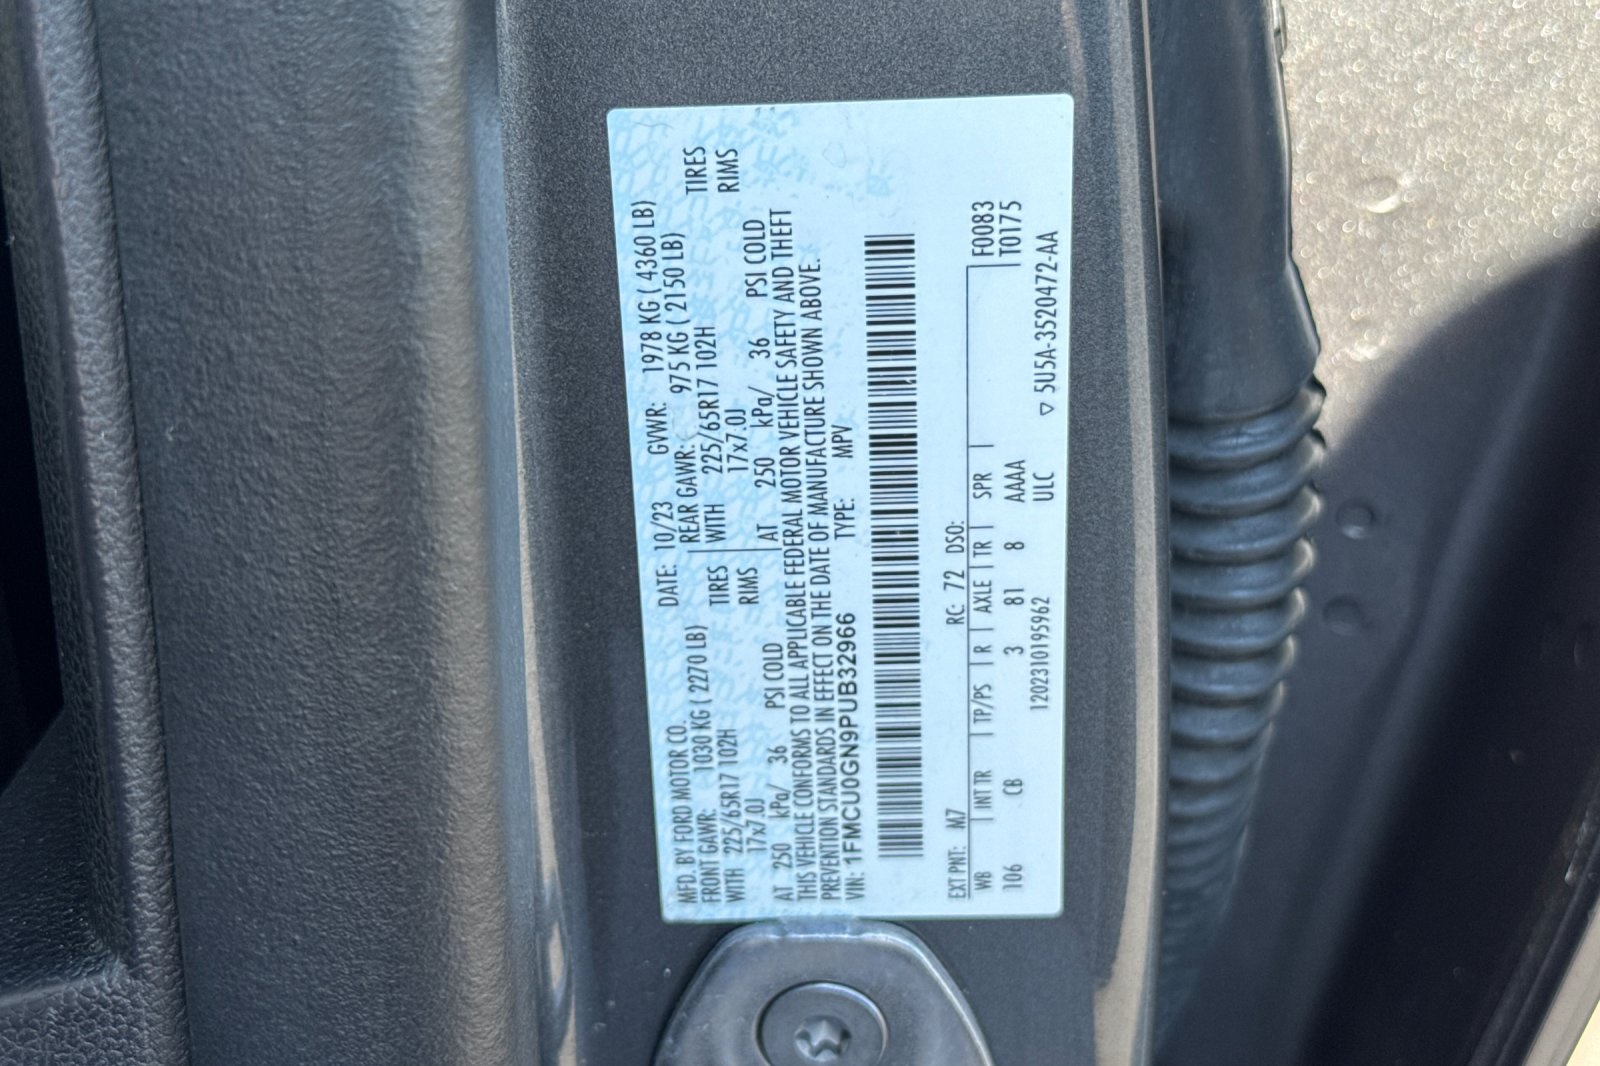 MFD. BY FORD MOTOR CO.
DATE: 10/23 GVWR: 1978 KG ( 4360 LB)
FRONT GAWR: 1030 KG ( 2270 LB) REAR GAWR: 975 KG ( 2150 LB)
WITH 225/65R17 102H TIRES WITH 225/65R17 102H TIRES
17x7.0J RIMS 17x7.0J RIMS
AT 250 kPa/ 36 PSI COLD AT 250 kPa/ 36 PSI COLD
THIS VEHICLE CONFORMS TO ALL APPLICABLE FEDERAL MOTOR VEHICLE SAFETY AND THEFT
PREVENTION STANDARDS IN EFFECT ON THE DATE OF MANUFACTURE SHOWN ABOVE.
VIN: 1FMCU0GN9PUB32966 TYPE: MPV
EXT PNT: M7 RC: 72 DSO: F0083
WB INT TR TP/PS R AXLE TR SPR T0175
106 CB 3 81 8 AAAA
1202310195962 ULC ▽ 5U5A-3520472-AA